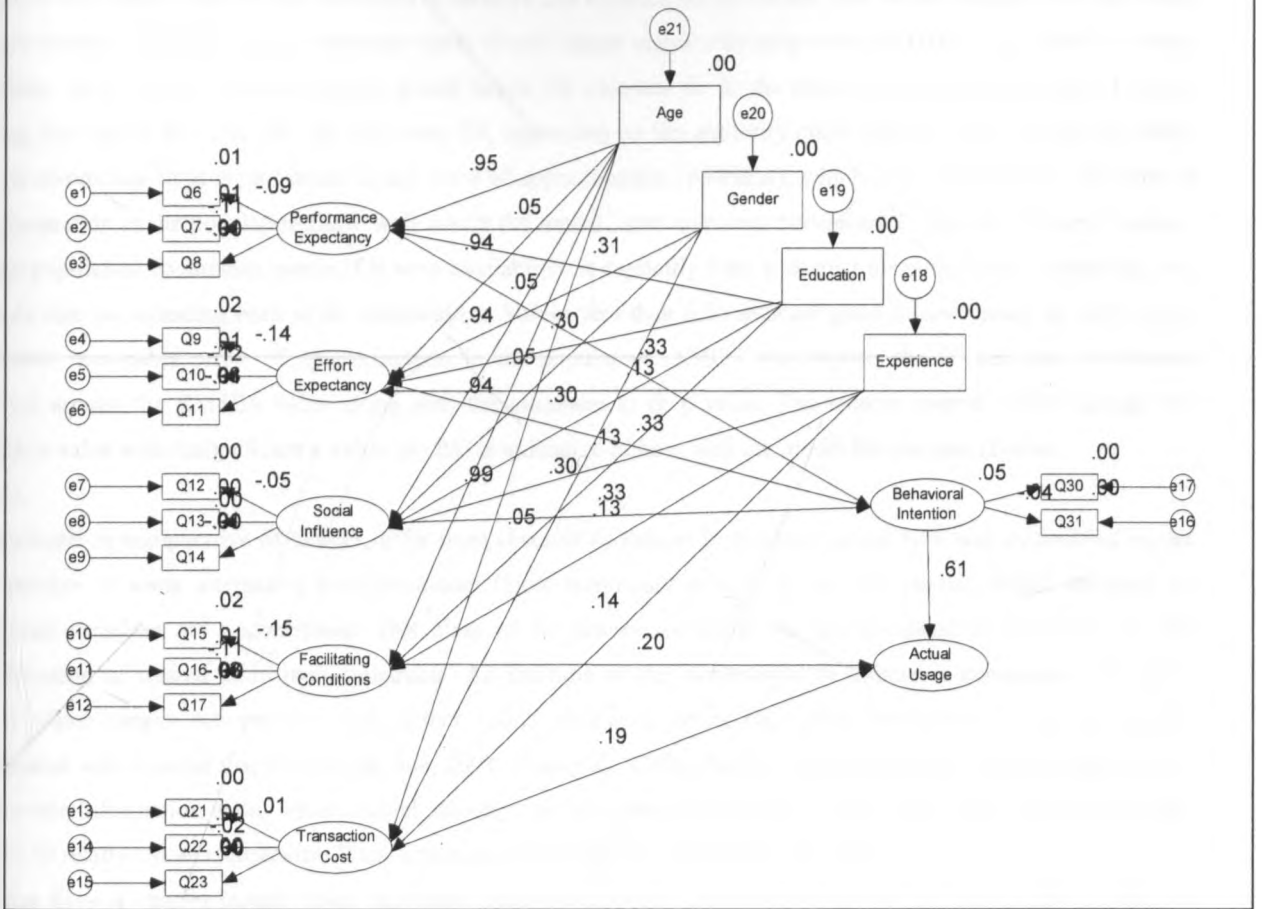 e21
.00
Age
e20
.00
Gender
e19
.00
Education
e18
.00
Experience
.01
e1 Q6 -.09
e2 Q7
e3 Q8
Performance
Expectancy
.95
.05
.94
.31
.05
.02
e4 Q9 -.14
e5 Q10
e6 Q11
Effort
Expectancy
.94
.30
.05
.33
.13
.94
.30
.33
.13
.00
e7 Q12 -.05
e8 Q13
e9 Q14
Social
Influence
.99
.30
.33
.05
.13
Behavioral
Intention
.05
.00
Q30 e17
-.04
Q31 e16
.61
.02
e10 Q15 -.15
e11 Q16
e12 Q17
Facilitating
Conditions
.14
.20
Actual
Usage
.19
.00
e13 Q21 .01
e14 Q22
-.02
e15 Q23
Transaction
Cost